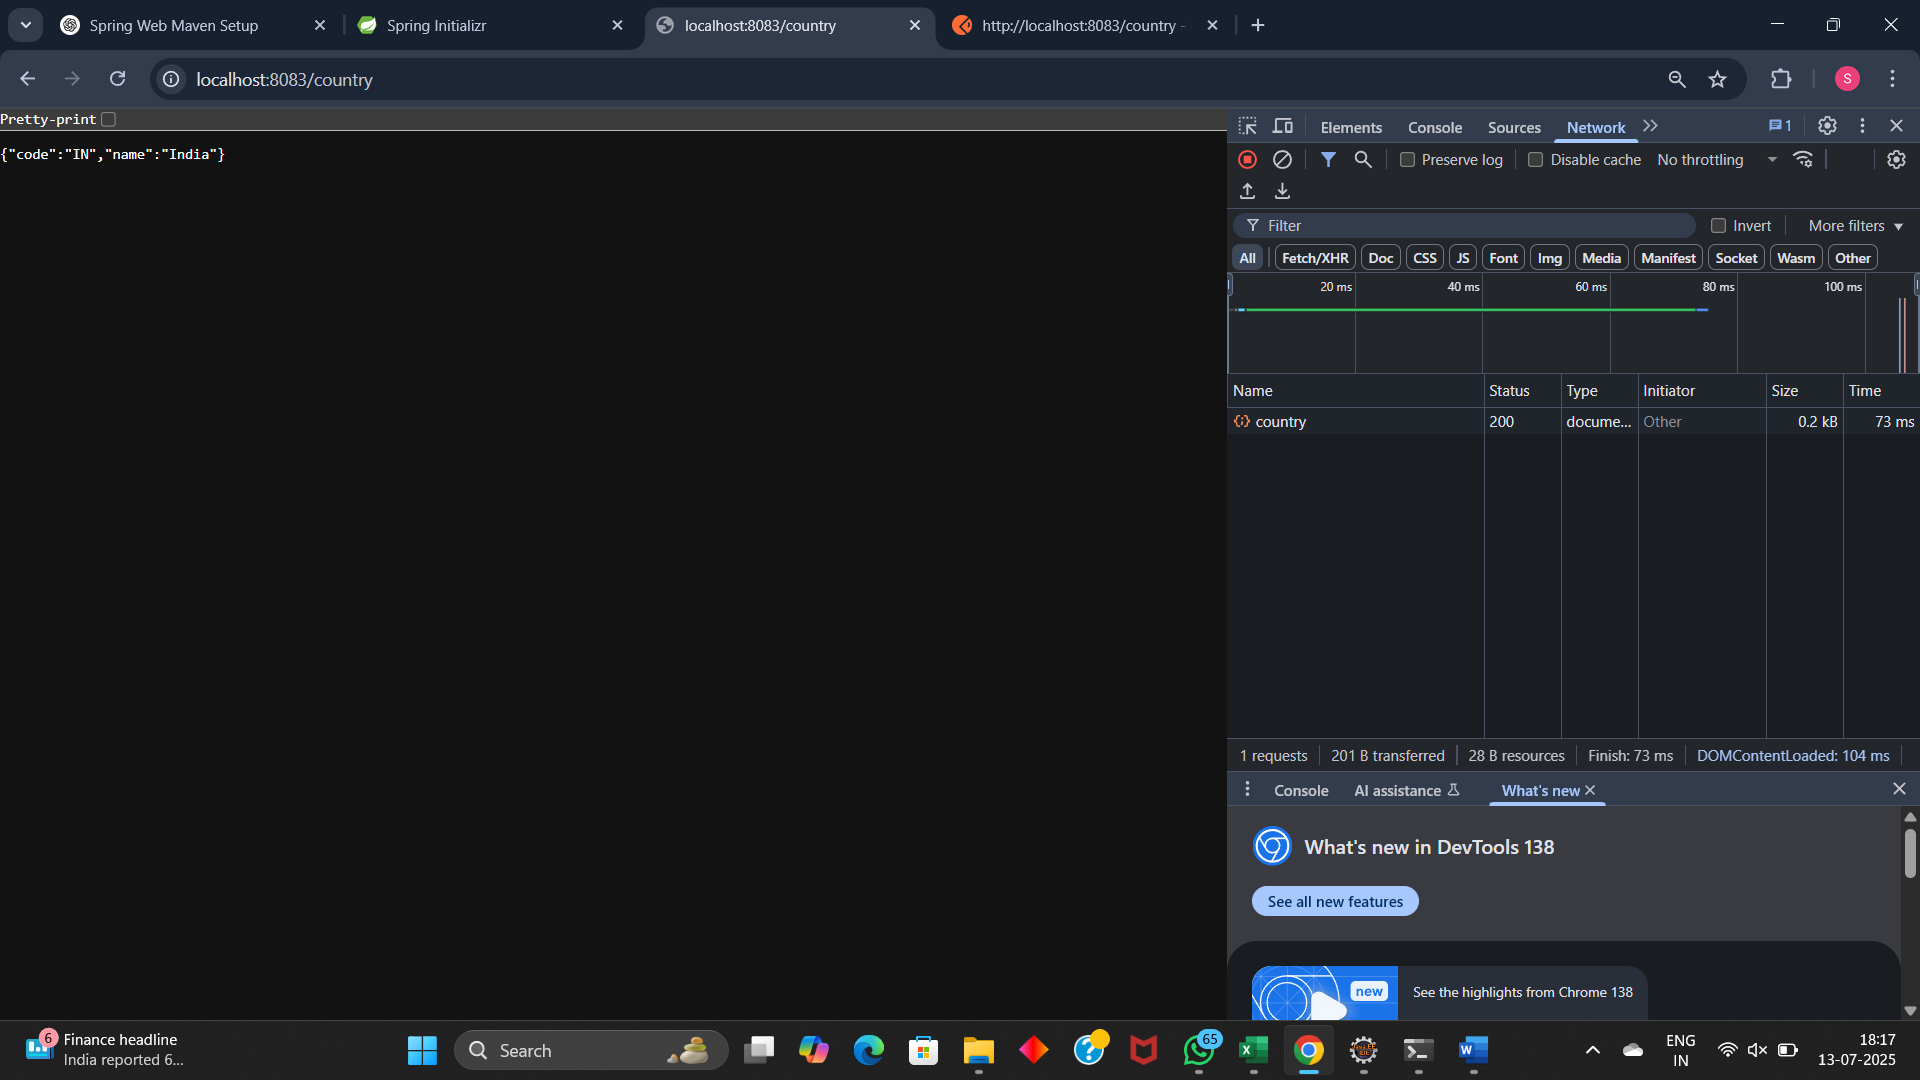 Spring Web Maven Setup
Spring Initializr
localhost:8083/country
http://localhost:8083/country -
localhost:8083/country
S
Pretty-print
{"code":"IN","name":"India"}
Elements Console Sources Network 1
Preserve log Disable cache No throttling
Filter Invert More filters
All Fetch/XHR Doc CSS JS Font Img Media Manifest Socket Wasm Other
20 ms 40 ms 60 ms 80 ms 100 ms
Name Status Type Initiator Size Time
country 200 docume... Other 0.2 kB 73 ms
1 requests 201 B transferred 28 B resources Finish: 73 ms DOMContentLoaded: 104 ms
Console AI assistance What's new
What's new in DevTools 138
See all new features
new
See the highlights from Chrome 138
6
Finance headline
India reported 6...
Search
65
ENG
IN
18:17
13-07-2025